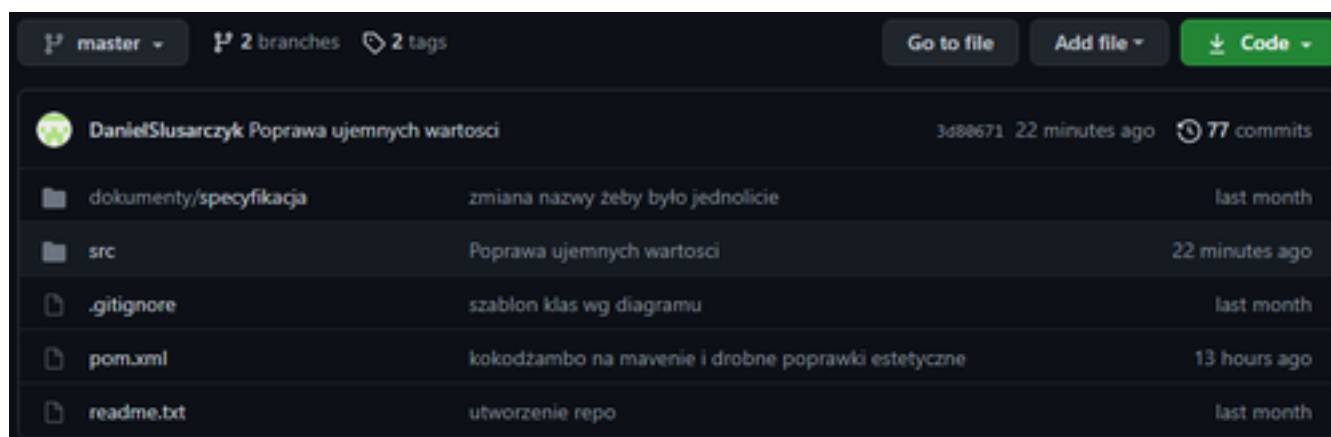 master 2 branches 2 tags Go to file Add file Code
DanielSlusarczyk Poprawa ujemnych wartosci 3d80671 22 minutes ago 77 commits
dokumenty/specyfikacja zmiana nazwy żeby było jednolicie last month
src Poprawa ujemnych wartosci 22 minutes ago
.gitignore szablon klas wg diagramu last month
pom.xml kokodżambo na mavenie i drobne poprawki estetyczne 13 hours ago
readme.txt utworzenie repo last month